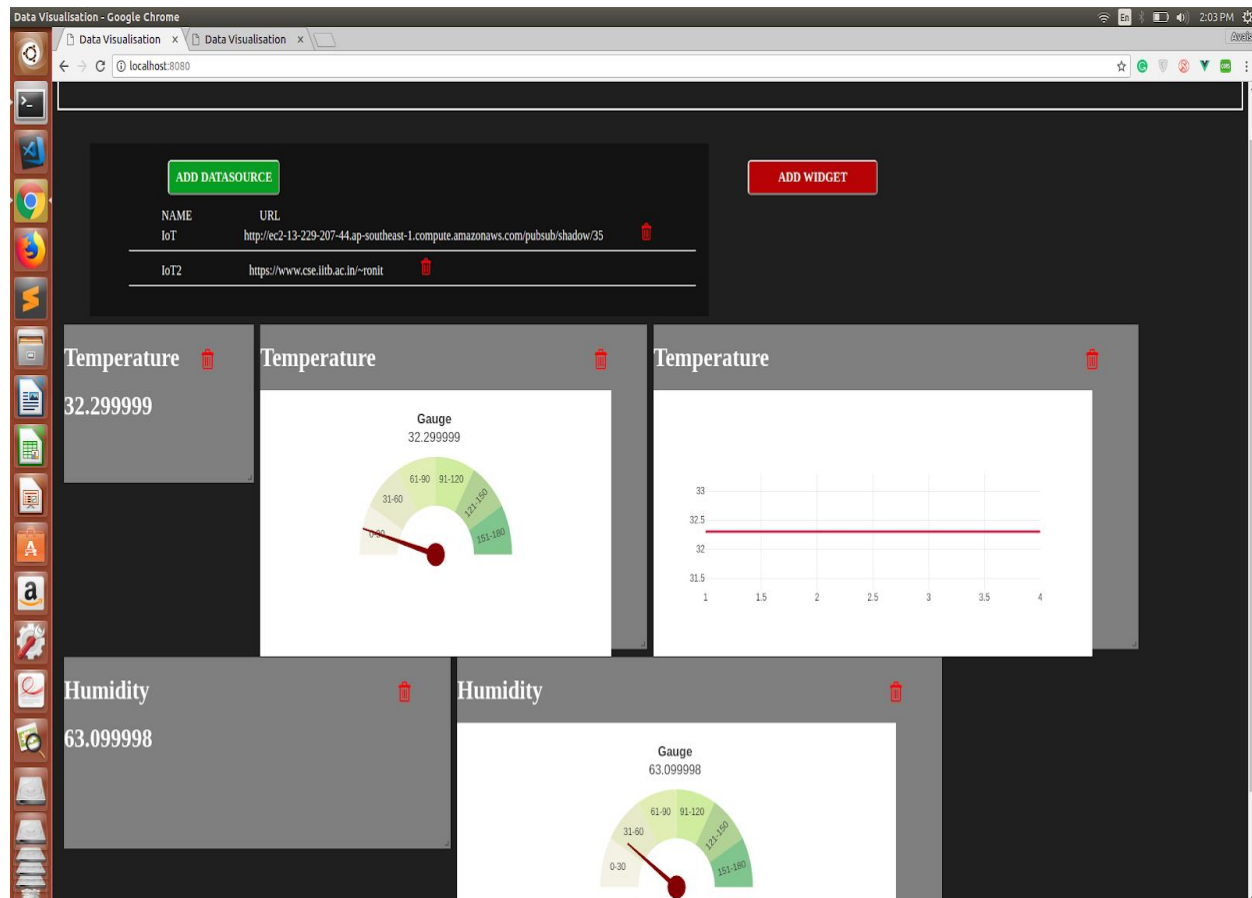 Data Visualisation - Google Chrome
En
2:03 PM
Data Visualisation x
Data Visualisation x
localhost:8080
ADD DATASOURCE
ADD WIDGET
NAME URL
IoT http://ec2-13-229-207-44.ap-southeast-1.compute.amazonaws.com/pubsub/shadow/35
IoT2 https://www.cse.iitb.ac.in/~ronit
Temperature
32.299999
Temperature
Gauge
32.299999
0-30
31-60
61-90
91-120
121-150
151-180
Temperature
33
32.5
32
31.5
1 1.5 2 2.5 3 3.5 4
Humidity
63.099998
Humidity
Gauge
63.099998
0-30
31-60
61-90
91-120
121-150
151-180